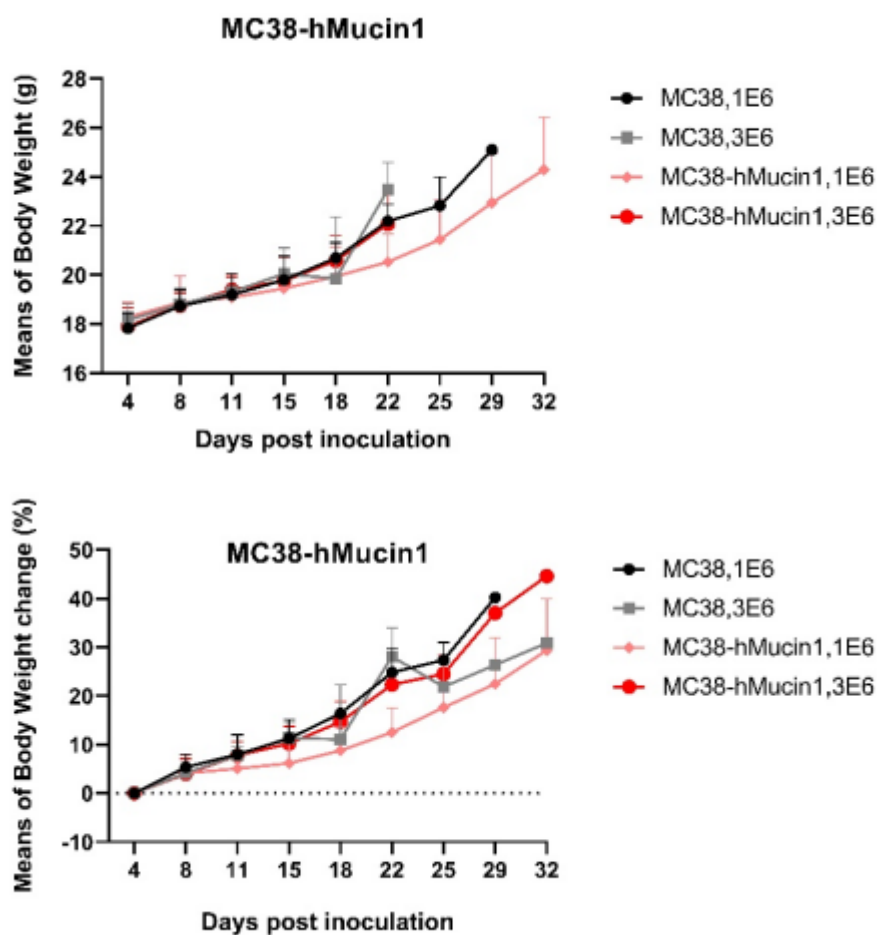 MC38-hMucin1
Means of Body Weight (g)
28
26
24
22
20
18
16
4 8 11 15 18 22 25 29 32
Days post inoculation
MC38,1E6
MC38,3E6
MC38-hMucin1,1E6
MC38-hMucin1,3E6
MC38-hMucin1
Means of Body Weight change (%)
50
40
30
20
10
0
-10
4 8 11 15 18 22 25 29 32
Days post inoculation
MC38,1E6
MC38,3E6
MC38-hMucin1,1E6
MC38-hMucin1,3E6